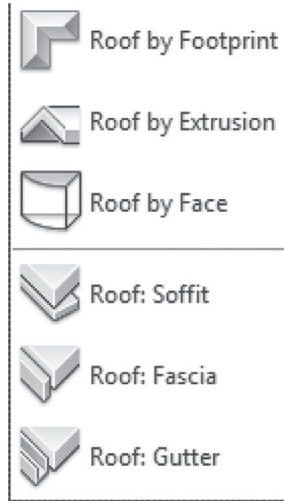 Roof by Footprint
Roof by Extrusion
Roof by Face
Roof: Soffit
Roof: Fascia
Roof: Gutter